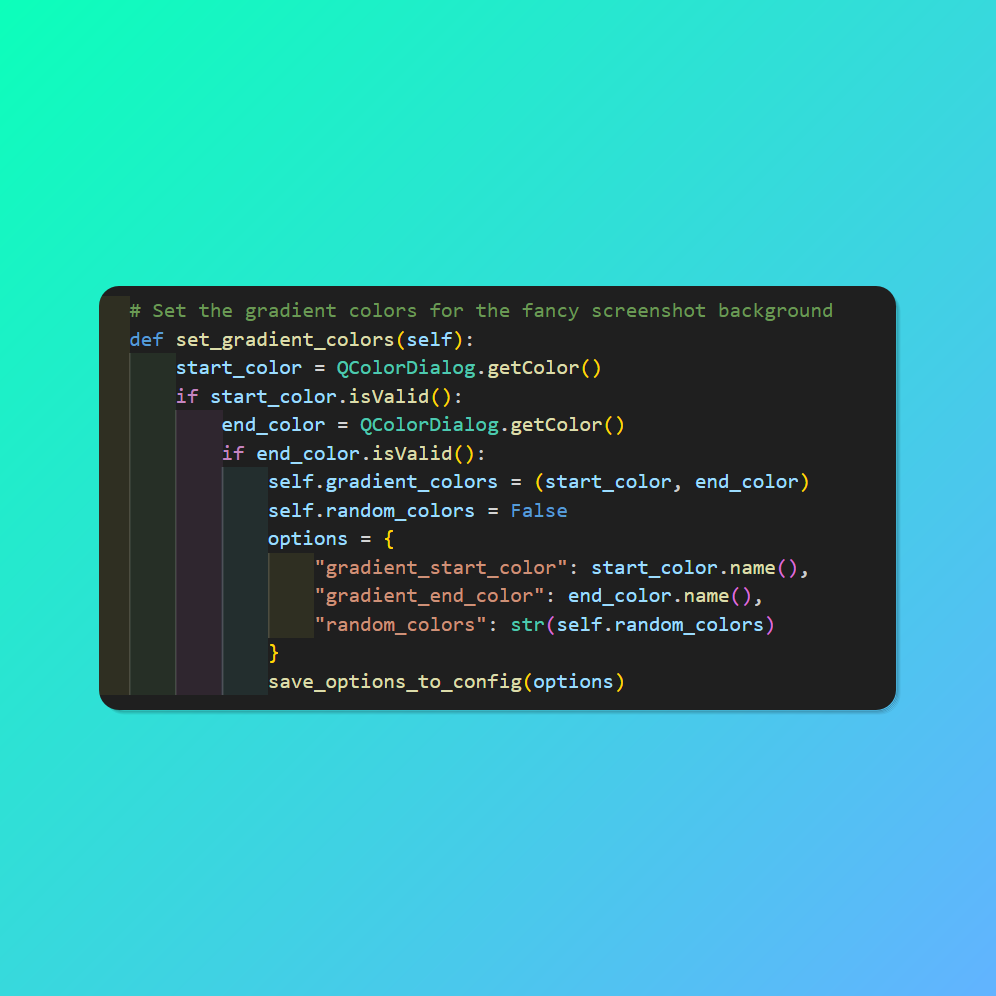 # Set the gradient colors for the fancy screenshot background
def set_gradient_colors(self):
    start_color = QColorDialog.getColor()
    if start_color.isValid():
        end_color = QColorDialog.getColor()
        if end_color.isValid():
            self.gradient_colors = (start_color, end_color)
            self.random_colors = False
            options = {
                "gradient_start_color": start_color.name(),
                "gradient_end_color": end_color.name(),
                "random_colors": str(self.random_colors)
            }
            save_options_to_config(options)